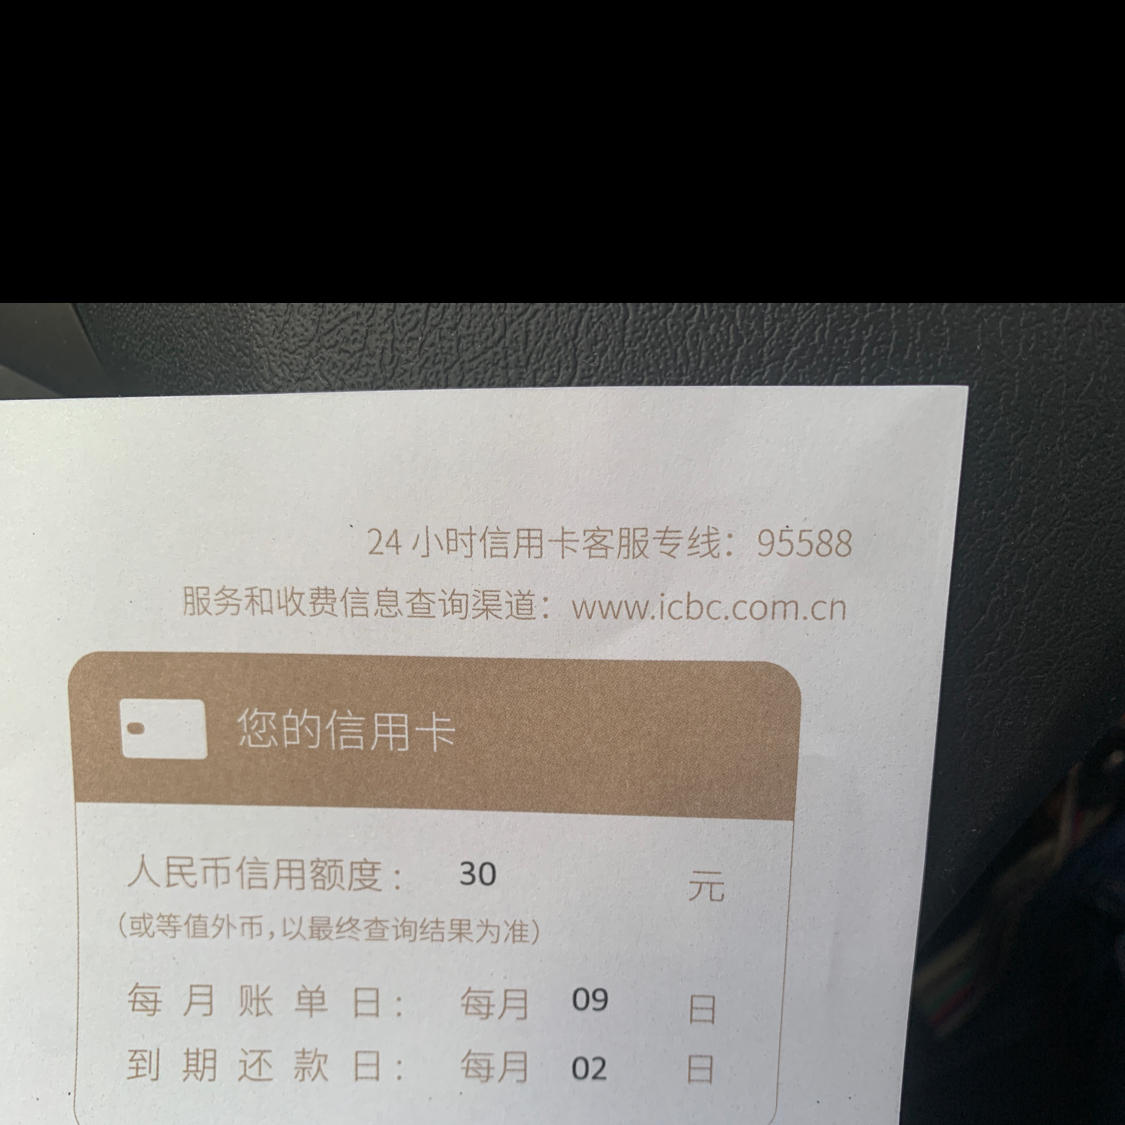 24 小时信用卡客服专线：95588
服务和收费信息查询渠道：www.icbc.com.cn
您的信用卡
人民币信用额度： 30 元
（或等值外币，以最终查询结果为准）
每月账单日： 每月 09 日
到期还款日： 每月 02 日